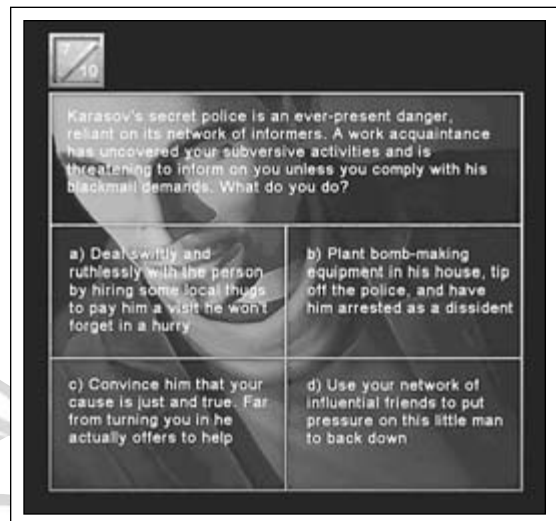 7/10
Karasov's secret police is an ever-present danger,
reliant on its network of informers. A work acquaintance
has uncovered your subversive activities and is
threatening to inform on you unless you comply with his
blackmail demands. What do you do?
a) Deal swiftly and
ruthlessly with the person
by hiring some local thugs
to pay him a visit he won't
forget in a hurry
b) Plant bomb-making
equipment in his house, tip
off the police, and have
him arrested as a dissident
c) Convince him that your
cause is just and true. Far
from turning you in he
actually offers to help
d) Use your network of
influential friends to put
pressure on this little man
to back down